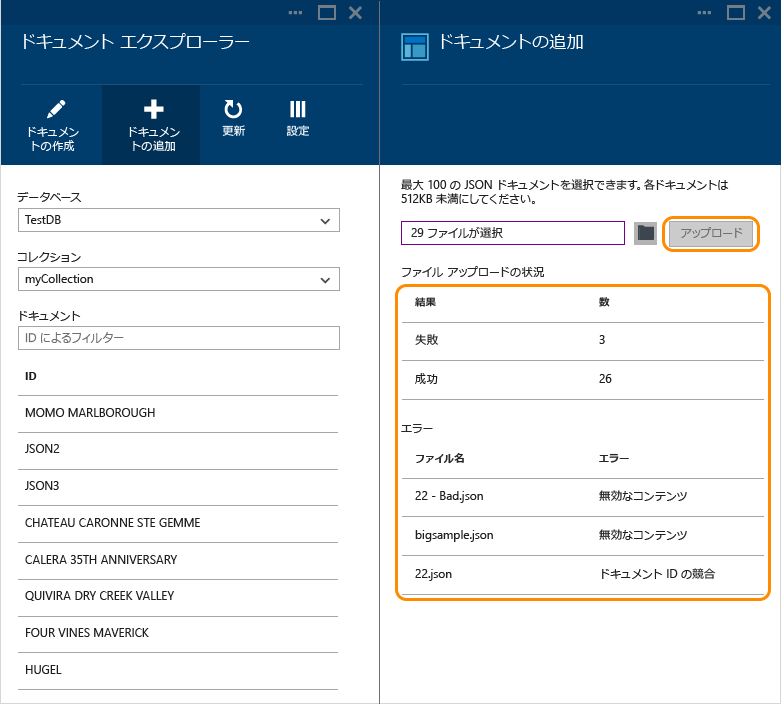 ドキュメント エクスプローラー
ドキュメン
トの作成
ドキュメン
トの追加
更新
設定
データベース
TestDB
コレクション
myCollection
ドキュメント
ID によるフィルター
ID
MOMO MARLBOROUGH
JSON2
JSON3
CHATEAU CARONNE STE GEMME
CALERA 35TH ANNIVERSARY
QUIVIRA DRY CREEK VALLEY
FOUR VINES MAVERICK
HUGEL
ドキュメントの追加
最大 100 の JSON ドキュメントを選択できます。各ドキュメントは
512KB 未満にしてください。
29 ファイルが選択
アップロード
ファイル アップロードの状況
結果 数
失敗 3
成功 26
エラー
ファイル名 エラー
22 - Bad.json 無効なコンテンツ
bigsample.json 無効なコンテンツ
22.json ドキュメント ID の競合